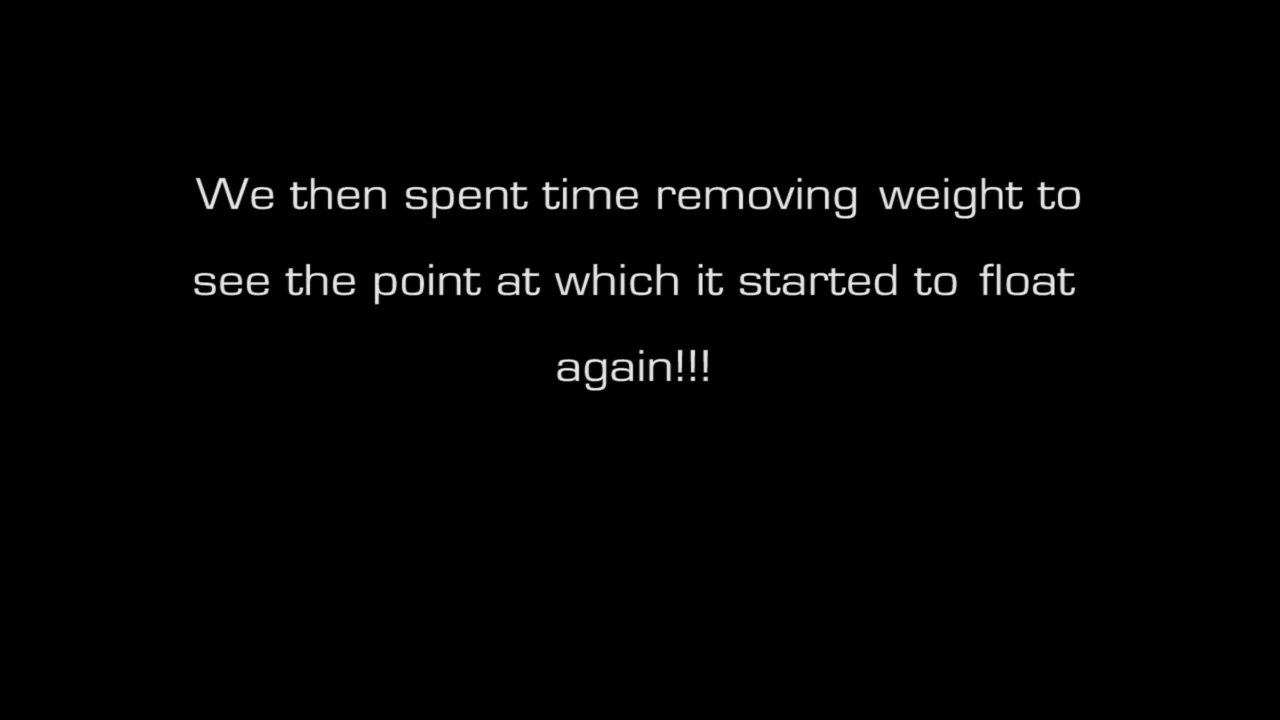 We then spent time removing weight to
see the point at which it started to float
again!!!